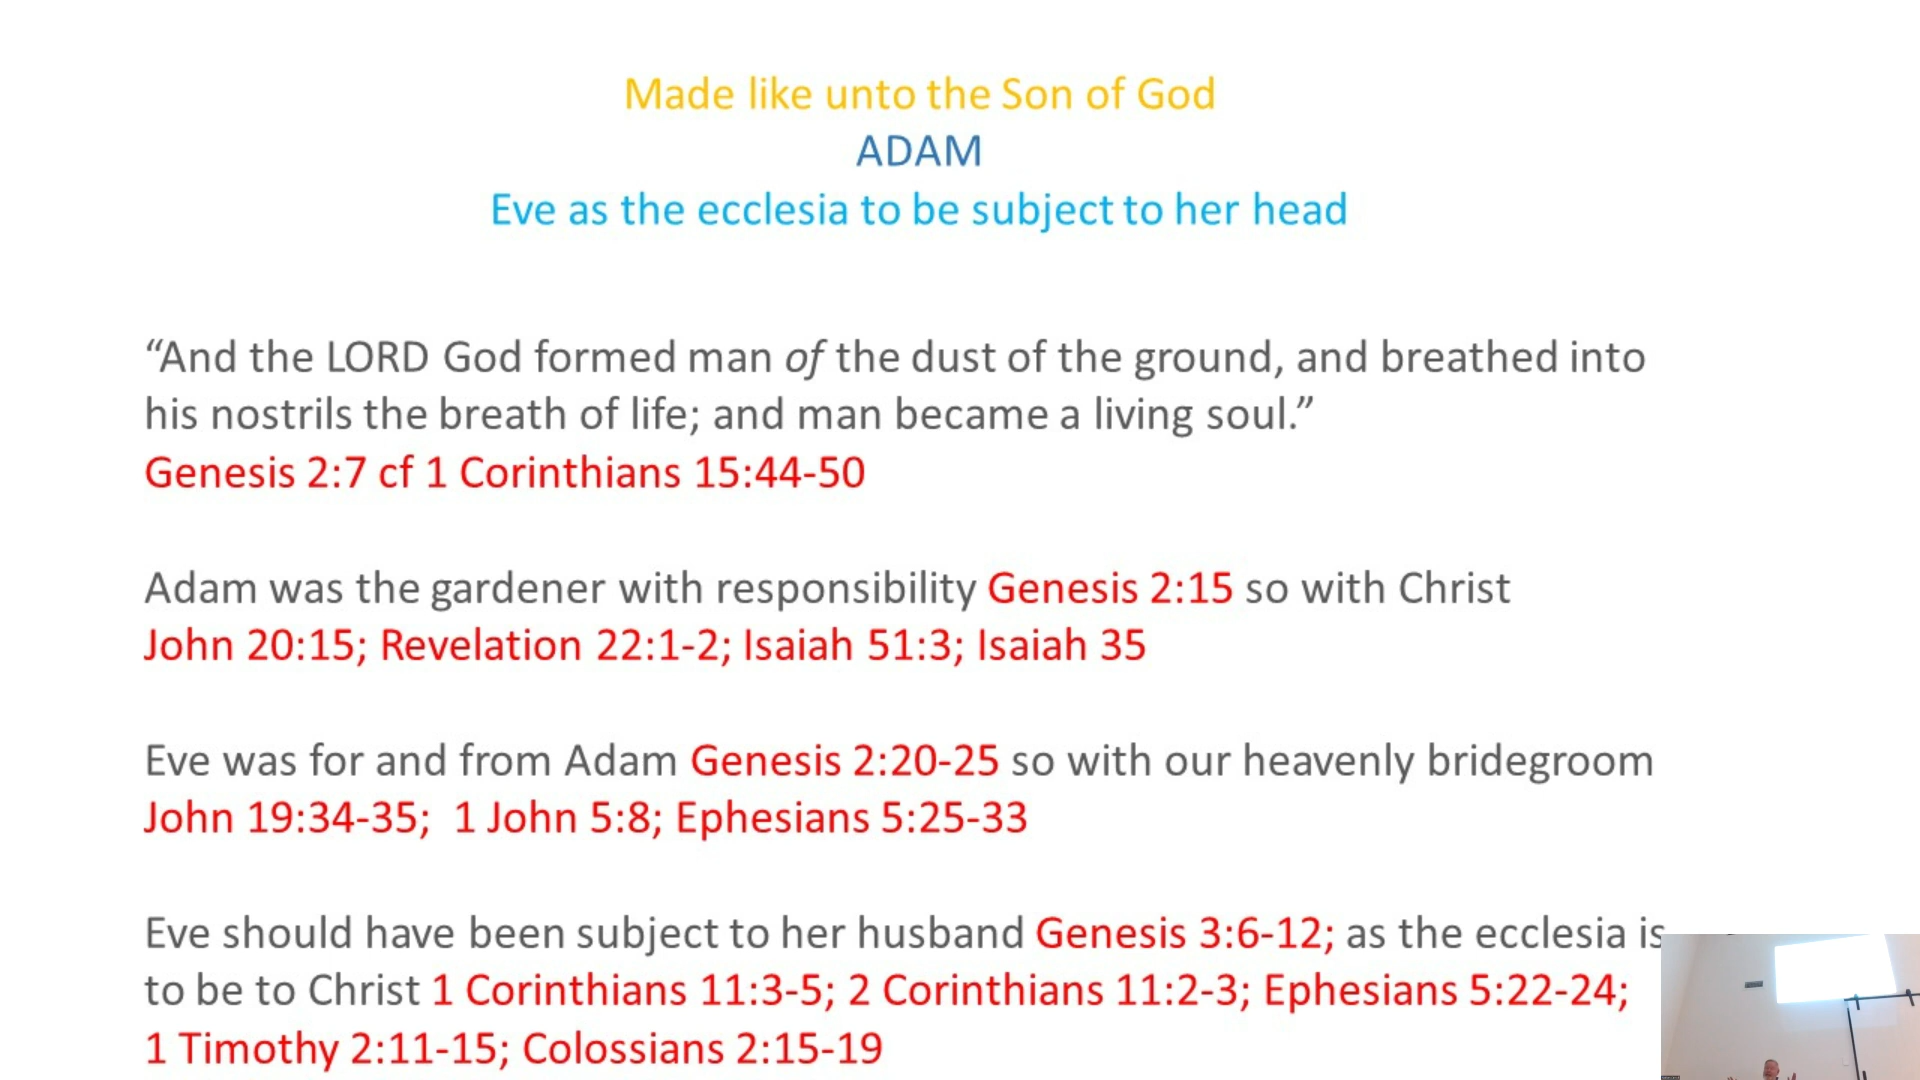 Made like unto the Son of God
ADAM
Eve as the ecclesia to be subject to her head
“And the LORD God formed man of the dust of the ground, and breathed into
his nostrils the breath of life; and man became a living soul.”
Genesis 2:7 cf 1 Corinthians 15:44-50
Adam was the gardener with responsibility Genesis 2:15 so with Christ
John 20:15; Revelation 22:1-2; Isaiah 51:3; Isaiah 35
Eve was for and from Adam Genesis 2:20-25 so with our heavenly bridegroom
John 19:34-35;  1 John 5:8; Ephesians 5:25-33
Eve should have been subject to her husband Genesis 3:6-12; as the ecclesia is
to be to Christ 1 Corinthians 11:3-5; 2 Corinthians 11:2-3; Ephesians 5:22-24;
1 Timothy 2:11-15; Colossians 2:15-19